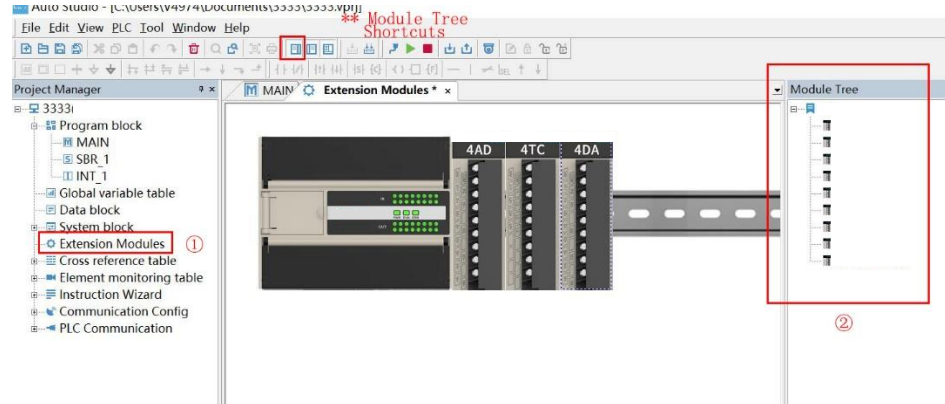 Auto Studio - [C:\Users\V4974\Documents\3333\3333.vprj]
** Module Tree
Shortcuts
File Edit View PLC Tool Window Help
Project Manager
MAIN
Extension Modules *
Module Tree
Program block
MAIN
SBR_1
INT_1
Global variable table
Data block
System block
Extension Modules
①
Cross reference table
Element monitoring table
Instruction Wizard
Communication Config
PLC Communication
4AD 4TC 4DA
IN
OUT
②